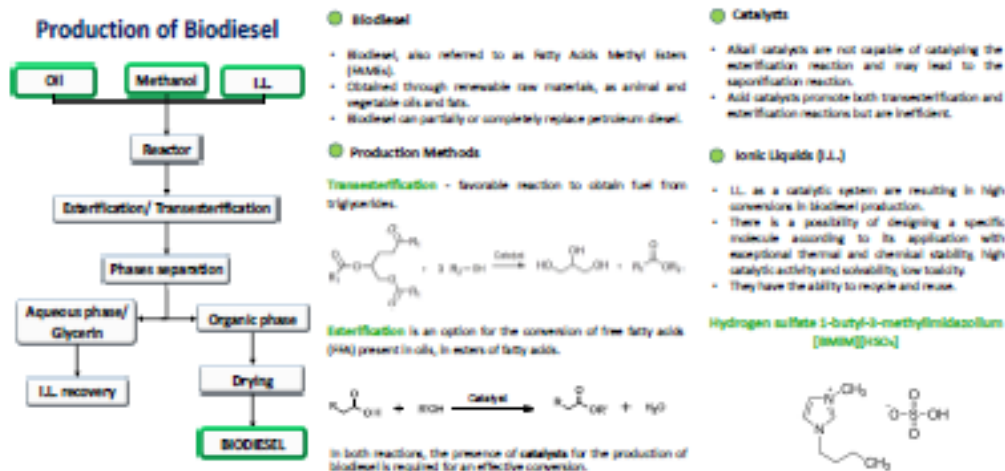 Production of Biodiesel
Oil
Methanol
I.L.
Reactor
Esterification/ Transesterification
Phases separation
Aqueous phase/
Glycerin
Organic phase
I.L. recovery
Drying
BIODIESEL
Biodiesel
• Biodiesel, also referred to as Fatty Acids Methyl Esters
(FAMEs).
• Obtained through renewable raw materials, as animal and
vegetable oils and fats.
• Biodiesel can partially or completely replace petroleum diesel.
Production Methods
Transesterification - favorable reaction to obtain fuel from
triglycerides.
Catalyst
Esterification is an option for the conversion of free fatty acids
(FFA) present in oils, in esters of fatty acids.
Catalyst
In both reactions, the presence of catalysts for the production of
biodiesel is required for an effective conversion.
Catalysts
• Alkali catalysts are not capable of catalyzing the
esterification reaction and may lead to the
saponification reaction.
• Acid catalysts promote both transesterification and
esterification reactions but are inefficient.
Ionic Liquids (I.L.)
• I.L. as a catalytic system are resulting in high
conversions in biodiesel production.
• There is a possibility of designing a specific
molecule according to its application with
exceptional thermal and chemical stability, high
catalytic activity and solvability, low toxicity.
• They have the ability to recycle and reuse.
Hydrogen sulfate 1-butyl-3-methylimidazolium
[BMIM][HSO₄]